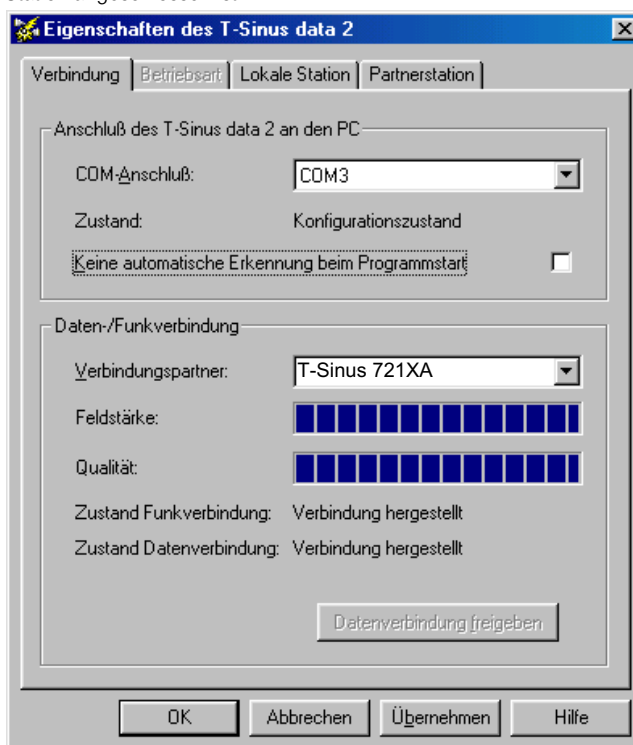 Eigenschaften des T-Sinus data 2
Verbindung Betriebsart Lokale Station Partnerstation
Anschluß des T-Sinus data 2 an den PC
COM-Anschluß: COM3
Zustand: Konfigurationszustand
Keine automatische Erkennung beim Programmstart
Daten-/Funkverbindung
Verbindungspartner: T-Sinus 721XA
Feldstärke:
Qualität:
Zustand Funkverbindung: Verbindung hergestellt
Zustand Datenverbindung: Verbindung hergestellt
Datenverbindung freigeben
OK Abbrechen Übernehmen Hilfe